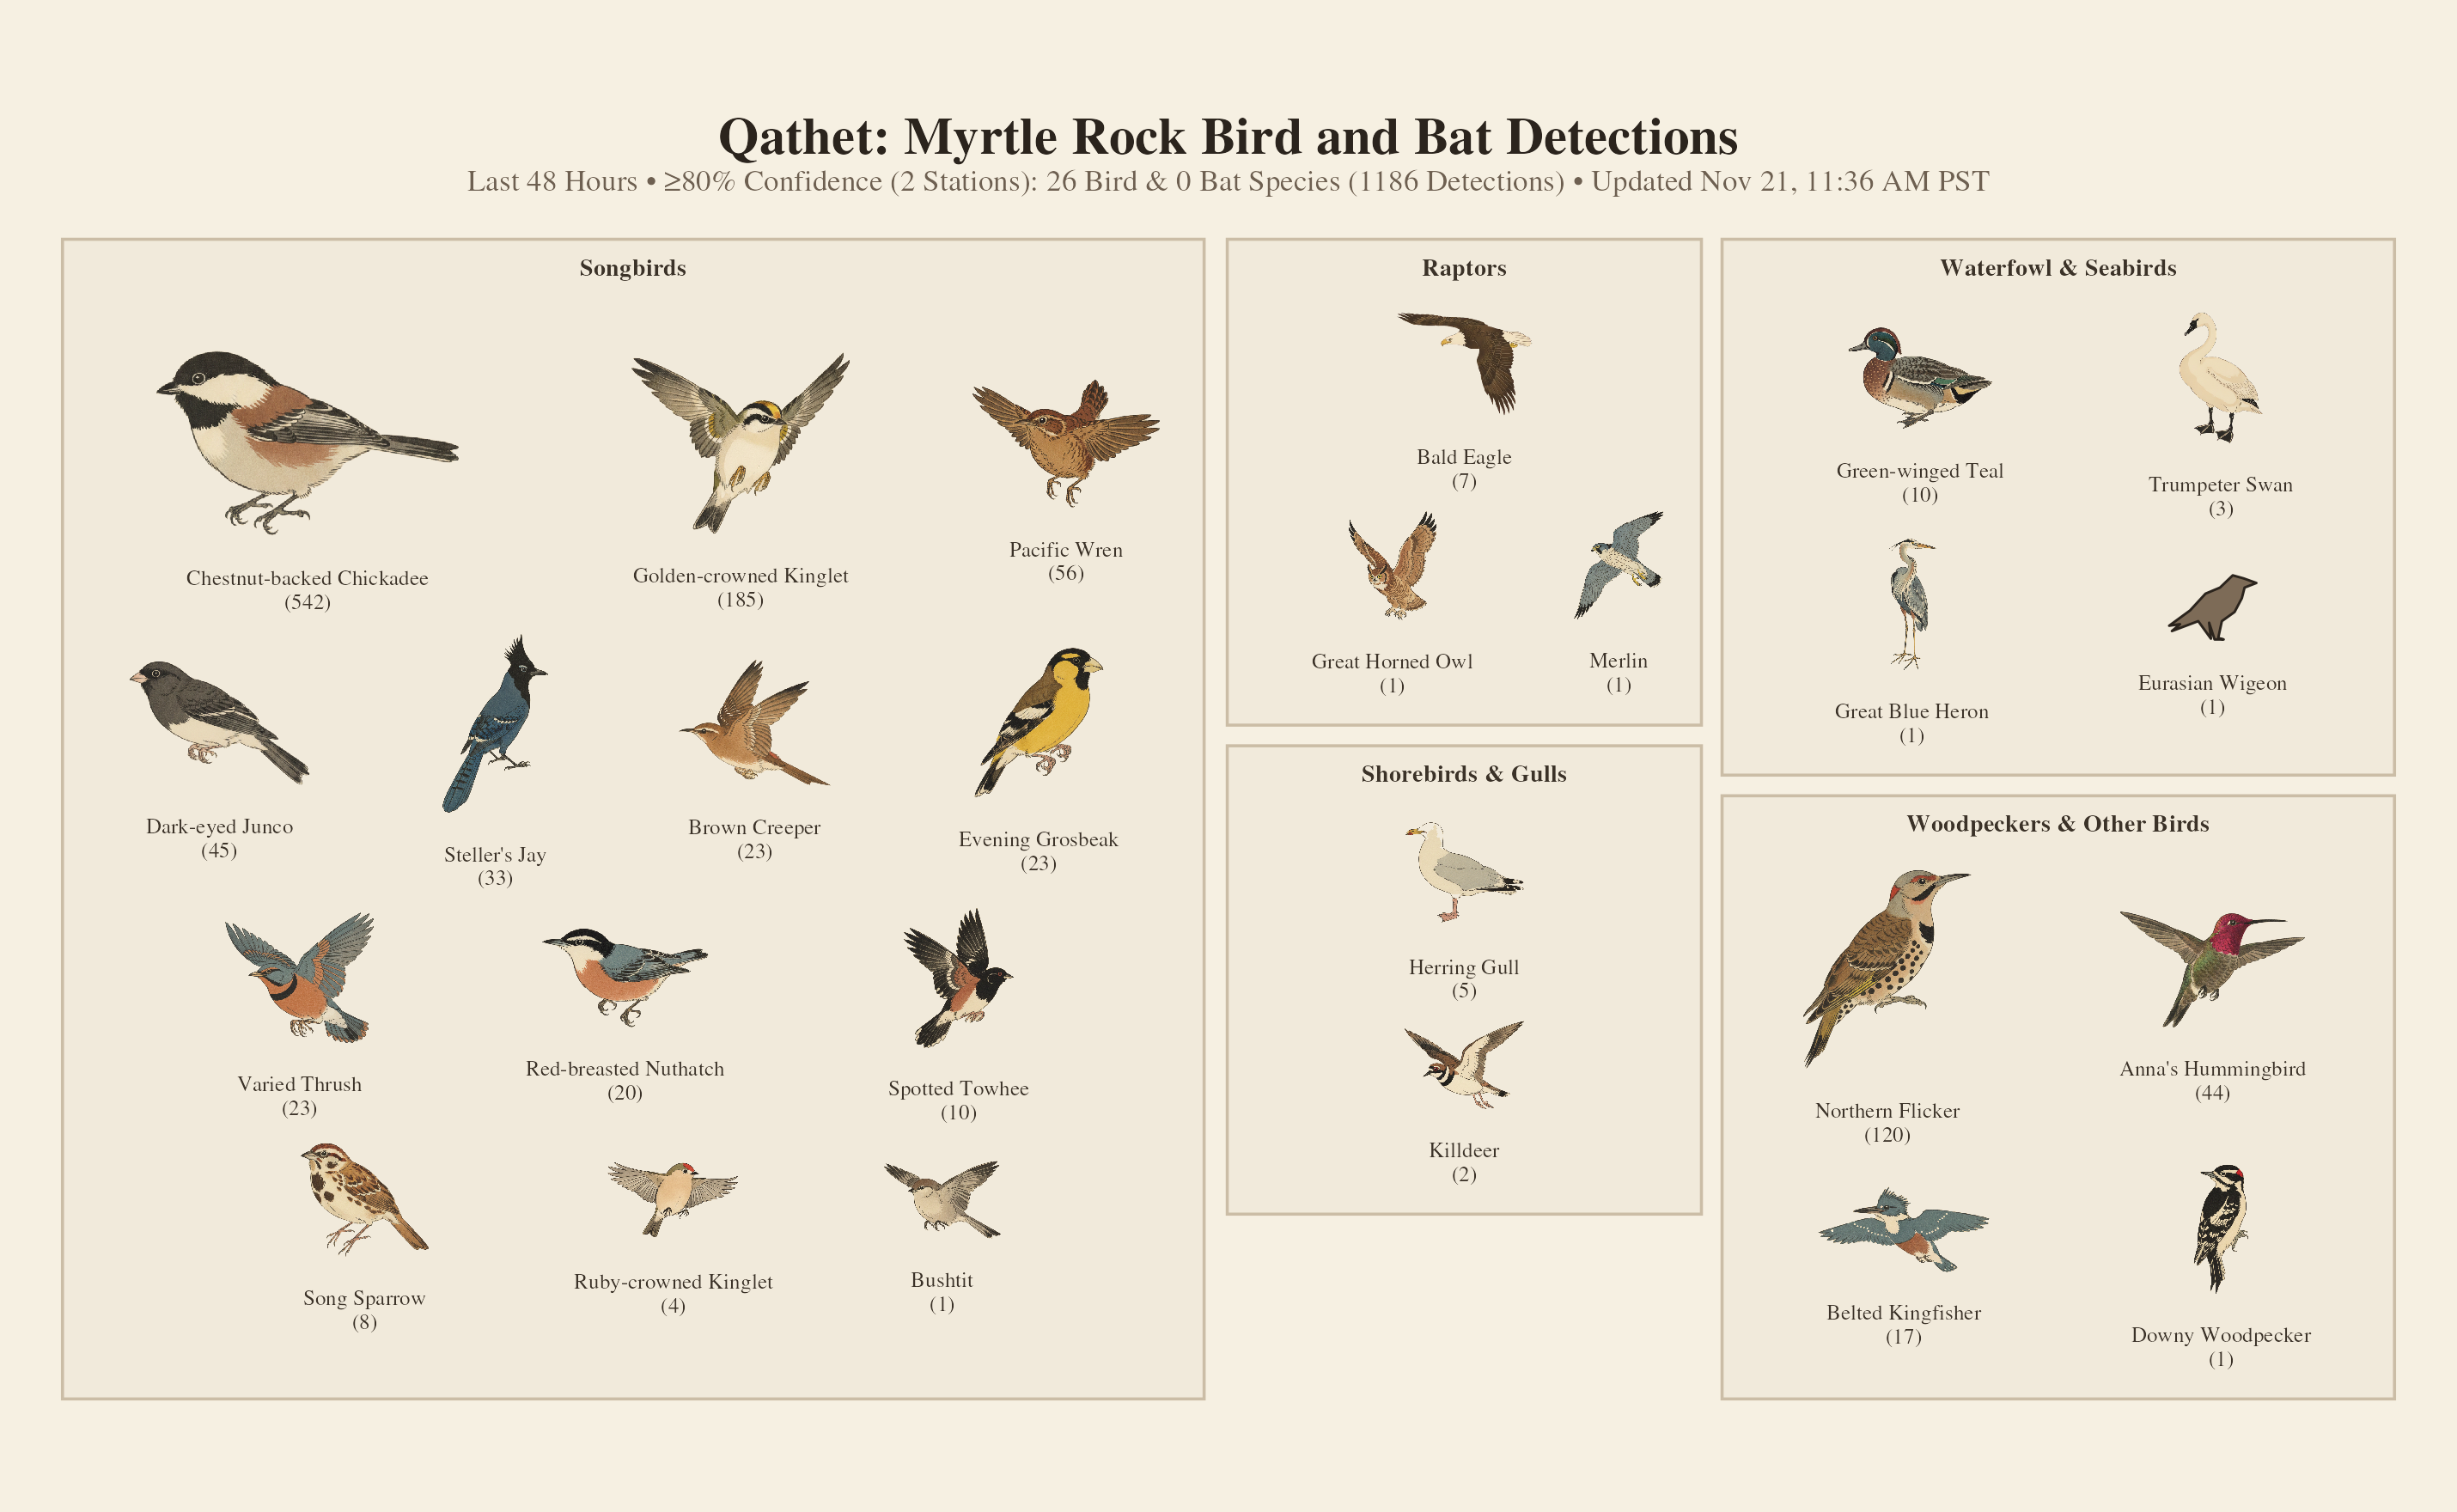 Qathet: Myrtle Rock Bird and Bat Detections
Last 48 Hours • ≥80% Confidence (2 Stations): 26 Bird & 0 Bat Species (1186 Detections) • Updated Nov 21, 11:36 AM PST
Songbirds
Chestnut-backed Chickadee
(542)
Golden-crowned Kinglet
(185)
Pacific Wren
(56)
Dark-eyed Junco
(45)
Steller's Jay
(33)
Brown Creeper
(23)
Evening Grosbeak
(23)
Varied Thrush
(23)
Red-breasted Nuthatch
(20)
Spotted Towhee
(10)
Song Sparrow
(8)
Ruby-crowned Kinglet
(4)
Bushtit
(1)
Raptors
Bald Eagle
(7)
Great Horned Owl
(1)
Merlin
(1)
Shorebirds & Gulls
Herring Gull
(5)
Killdeer
(2)
Waterfowl & Seabirds
Green-winged Teal
(10)
Trumpeter Swan
(3)
Great Blue Heron
(1)
Eurasian Wigeon
(1)
Woodpeckers & Other Birds
Northern Flicker
(120)
Anna's Hummingbird
(44)
Belted Kingfisher
(17)
Downy Woodpecker
(1)